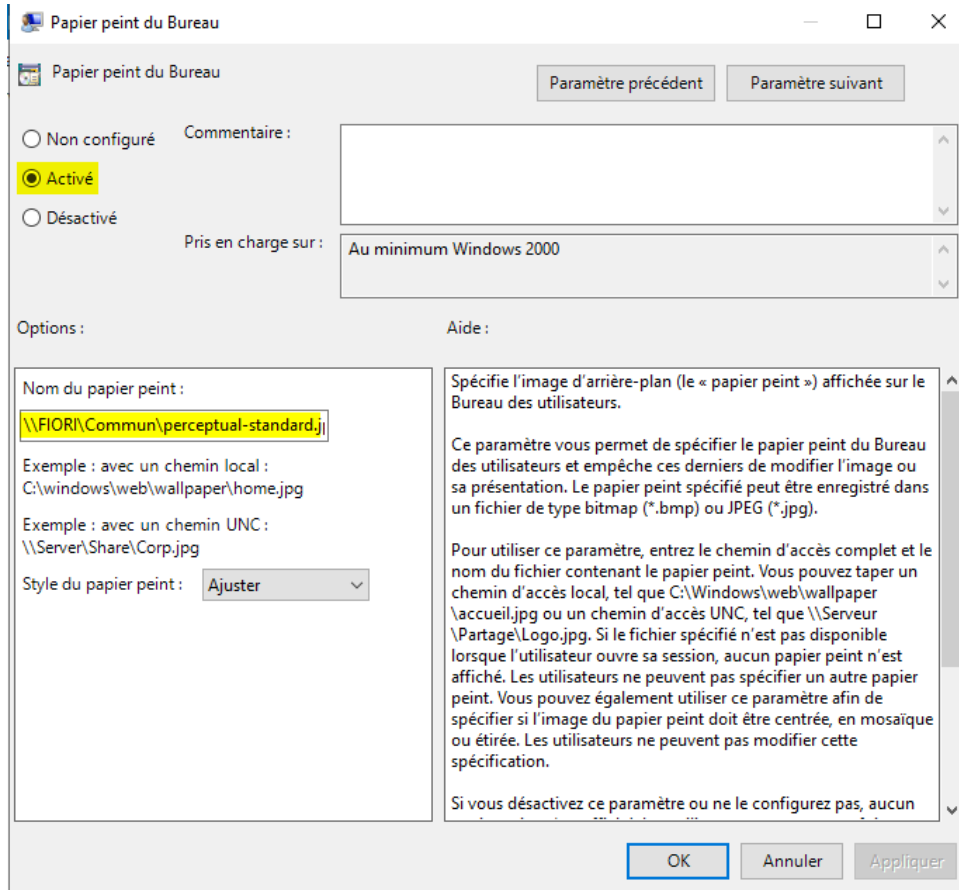 Papier peint du Bureau
Papier peint du Bureau
Paramètre précédent
Paramètre suivant
Non configuré
Commentaire :
Activé
Désactivé
Pris en charge sur :
Au minimum Windows 2000
Options :
Aide :
Nom du papier peint :
\\FIORI\Commun\perceptual-standard.j
Exemple : avec un chemin local :
C:\windows\web\wallpaper\home.jpg
Exemple : avec un chemin UNC :
\\Server\Share\Corp.jpg
Style du papier peint :
Ajuster
Spécifie l'image d'arrière-plan (le « papier peint ») affichée sur le
Bureau des utilisateurs.
Ce paramètre vous permet de spécifier le papier peint du Bureau
des utilisateurs et empêche ces derniers de modifier l'image ou
sa présentation. Le papier peint spécifié peut être enregistré dans
un fichier de type bitmap (*.bmp) ou JPEG (*.jpg).
Pour utiliser ce paramètre, entrez le chemin d'accès complet et le
nom du fichier contenant le papier peint. Vous pouvez taper un
chemin d'accès local, tel que C:\Windows\web\wallpaper
\accueil.jpg ou un chemin d'accès UNC, tel que \\Serveur
\Partage\Logo.jpg. Si le fichier spécifié n'est pas disponible
lorsque l'utilisateur ouvre sa session, aucun papier peint n'est
affiché. Les utilisateurs ne peuvent pas spécifier un autre papier
peint. Vous pouvez également utiliser ce paramètre afin de
spécifier si l'image du papier peint doit être centrée, en mosaïque
ou étirée. Les utilisateurs ne peuvent pas modifier cette
spécification.
Si vous désactivez ce paramètre ou ne le configurez pas, aucun
OK
Annuler
Appliquer